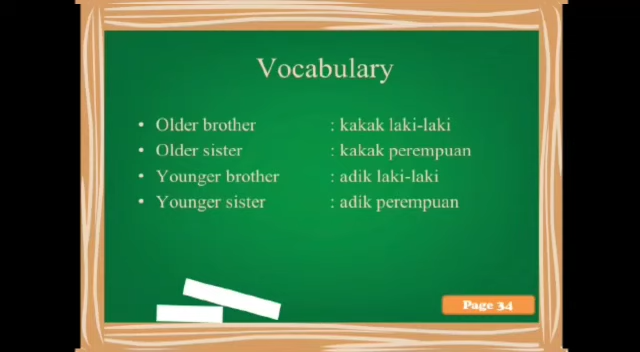 Vocabulary
• Older brother : kakak laki-laki
• Older sister : kakak perempuan
• Younger brother : adik laki-laki
• Younger sister : adik perempuan
Page 34